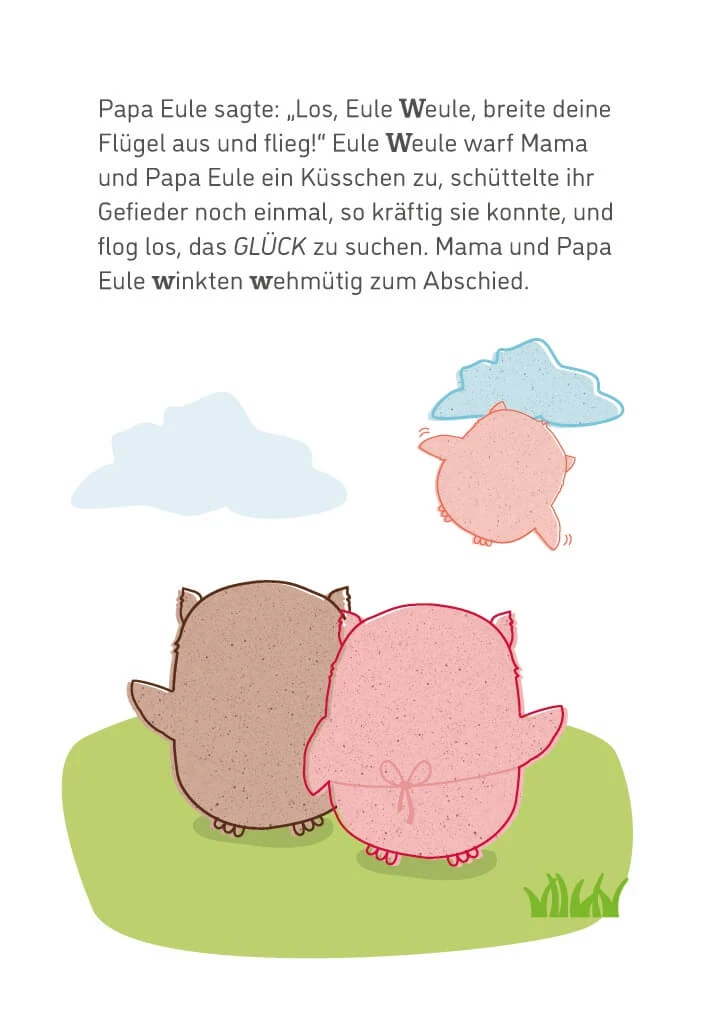 Papa Eule sagte: „Los, Eule Weule, breite deine
Flügel aus und flieg!“ Eule Weule warf Mama
und Papa Eule ein Küsschen zu, schüttelte ihr
Gefieder noch einmal, so kräftig sie konnte, und
flog los, das GLÜCK zu suchen. Mama und Papa
Eule winkten wehmütig zum Abschied.